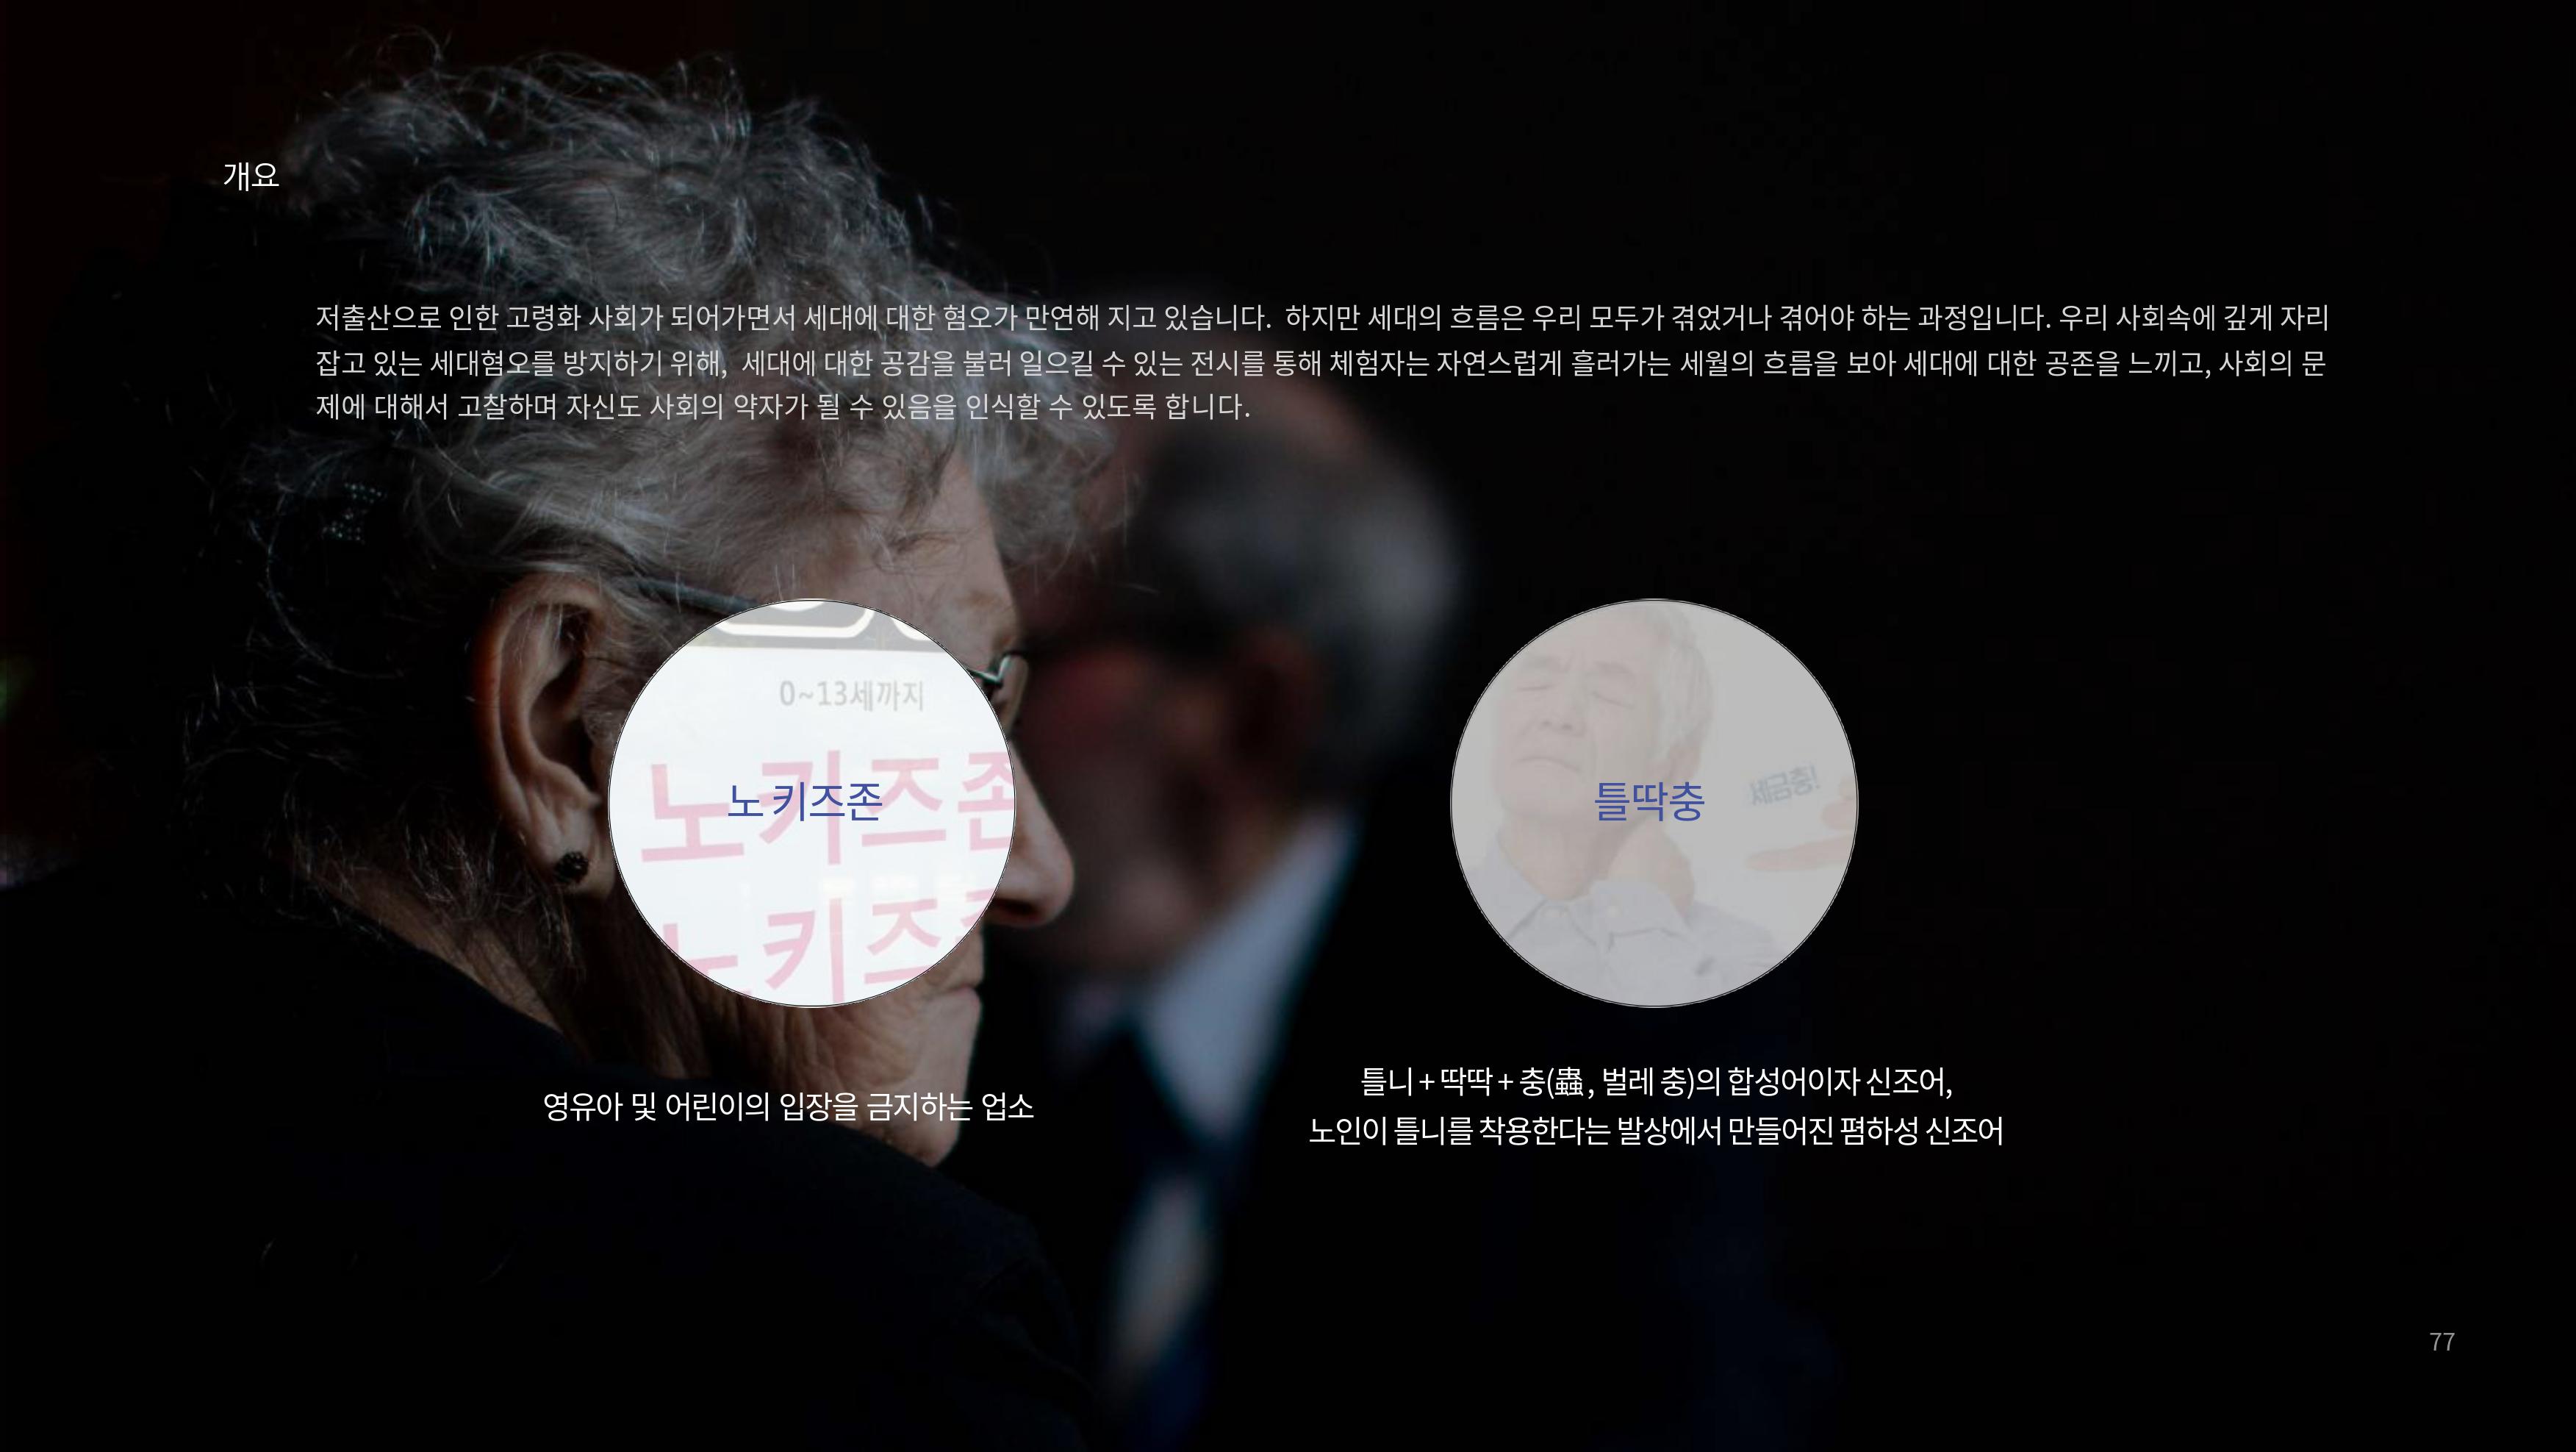 개요
저출산으로 인한 고령화 사회가 되어가면서 세대에 대한 혐오가 만연해 지고 있습니다. 하지만 세대의 흐름은 우리 모두가 겪었거나 겪어야 하는 과정입니다. 우리 사회속에 깊게 자리
잡고 있는 세대혐오를 방지하기 위해, 세대에 대한 공감을 불러 일으킬 수 있는 전시를 통해 체험자는 자연스럽게 흘러가는 세월의 흐름을 보아 세대에 대한 공존을 느끼고, 사회의 문
제에 대해서 고찰하며 자신도 사회의 약자가 될 수 있음을 인식할 수 있도록 합니다.
0~13세까지
노키즈존
노 키즈존
노키즈존
틀딱충
세금충!
영유아 및 어린이의 입장을 금지하는 업소
틀니 + 딱딱 + 충(蟲, 벌레 충)의 합성어이자 신조어,
노인이 틀니를 착용한다는 발상에서 만들어진 폄하성 신조어
77